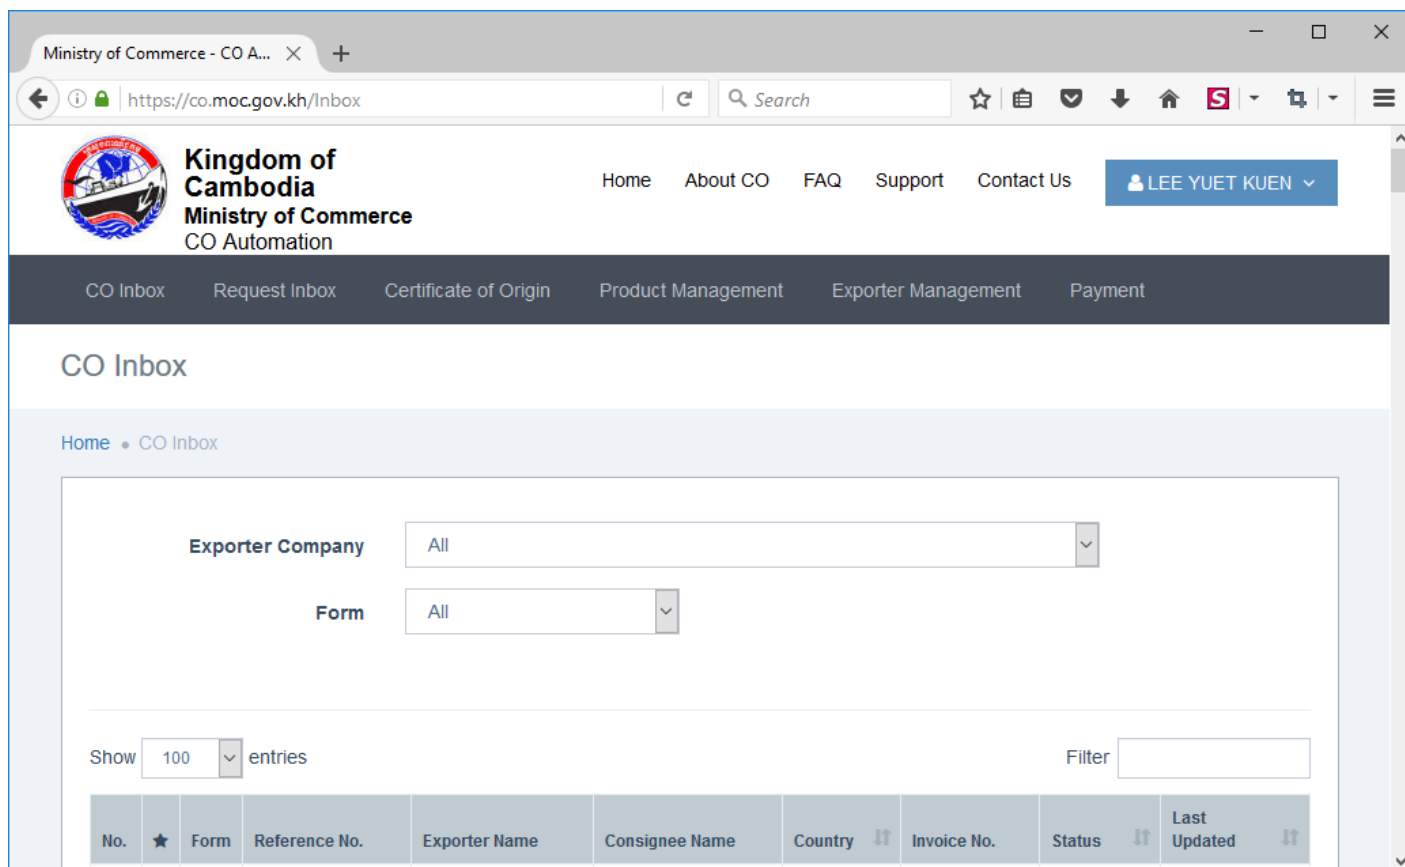 Ministry of Commerce - CO A...
https://co.moc.gov.kh/Inbox
Search
S
Kingdom of
Cambodia
Ministry of Commerce
CO Automation
Home About CO FAQ Support Contact Us LEE YUET KUEN
CO Inbox Request Inbox Certificate of Origin Product Management Exporter Management Payment
CO Inbox
Home • CO Inbox
Exporter Company All
Form All
Show 100 entries Filter
No. ★ Form Reference No. Exporter Name Consignee Name Country Invoice No. Status Last Updated